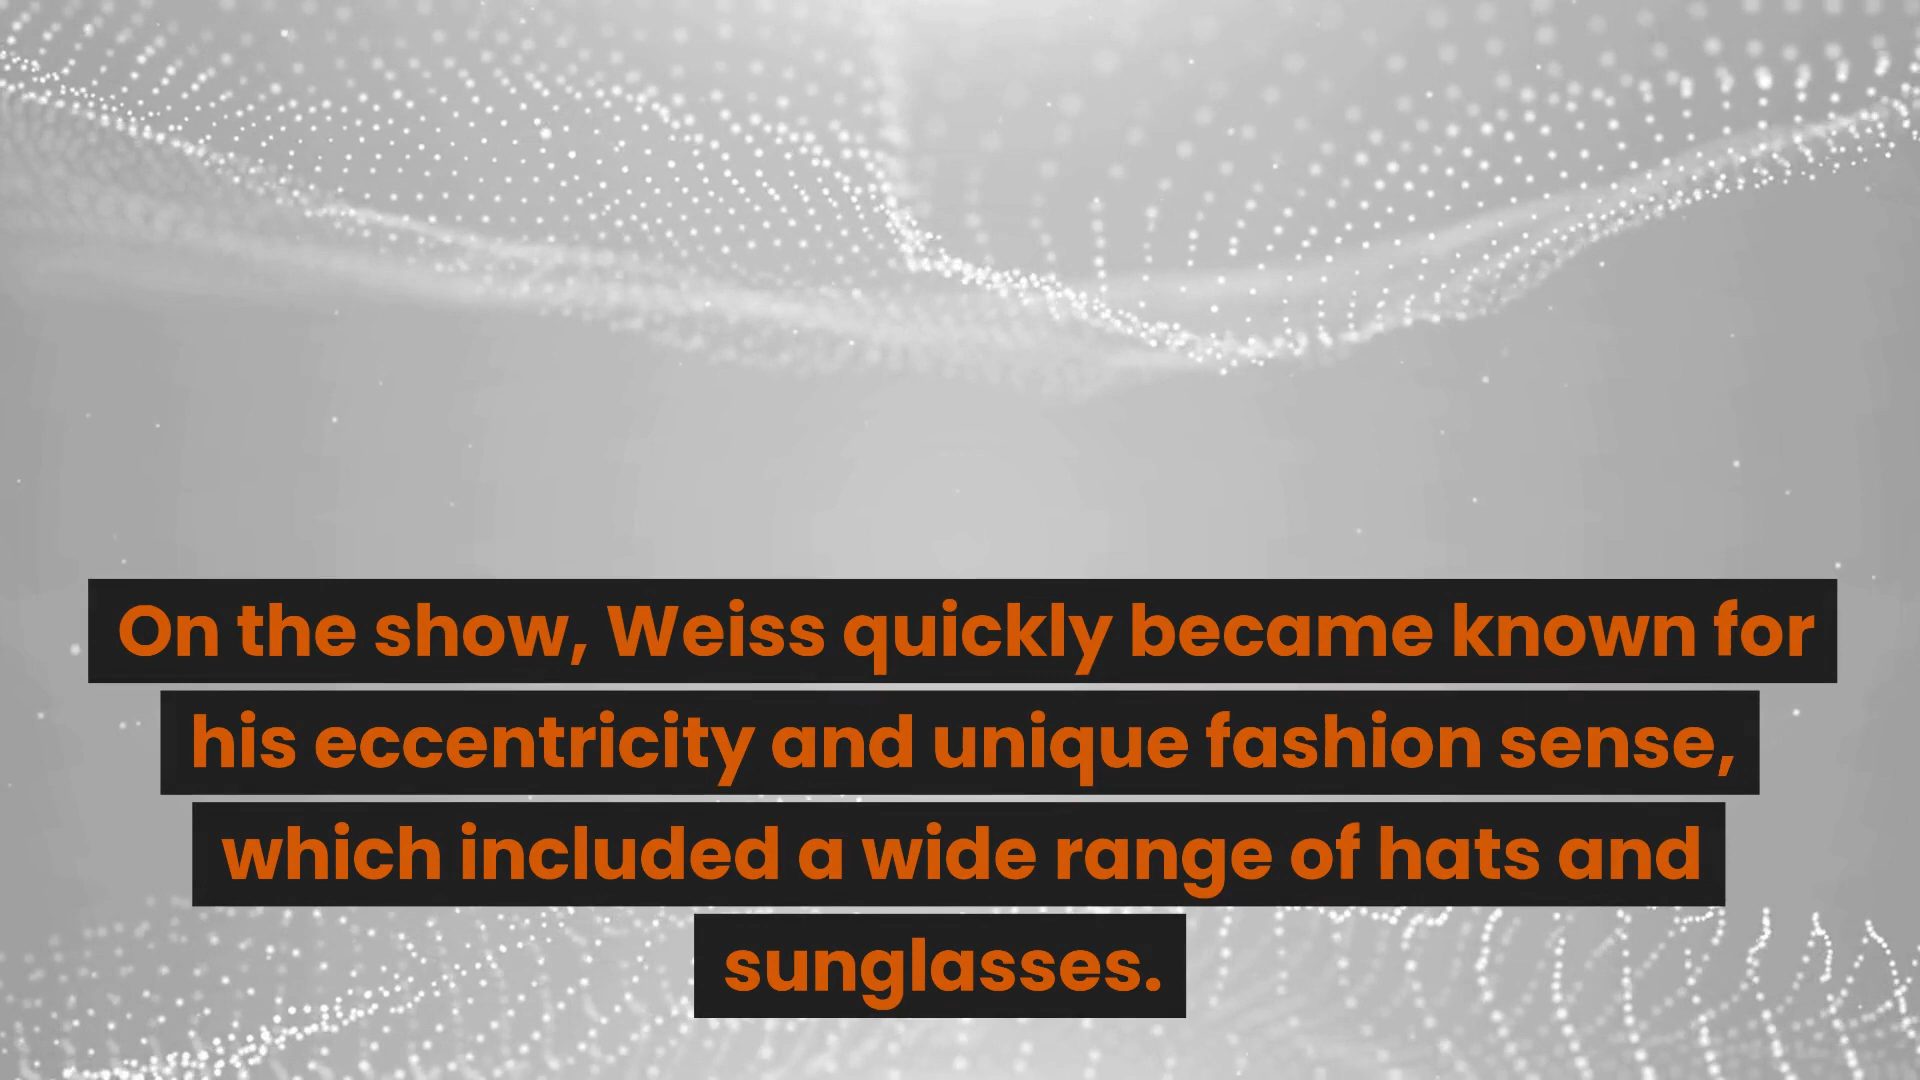 On the show, Weiss quickly became known for
his eccentricity and unique fashion sense,
which included a wide range of hats and
sunglasses.